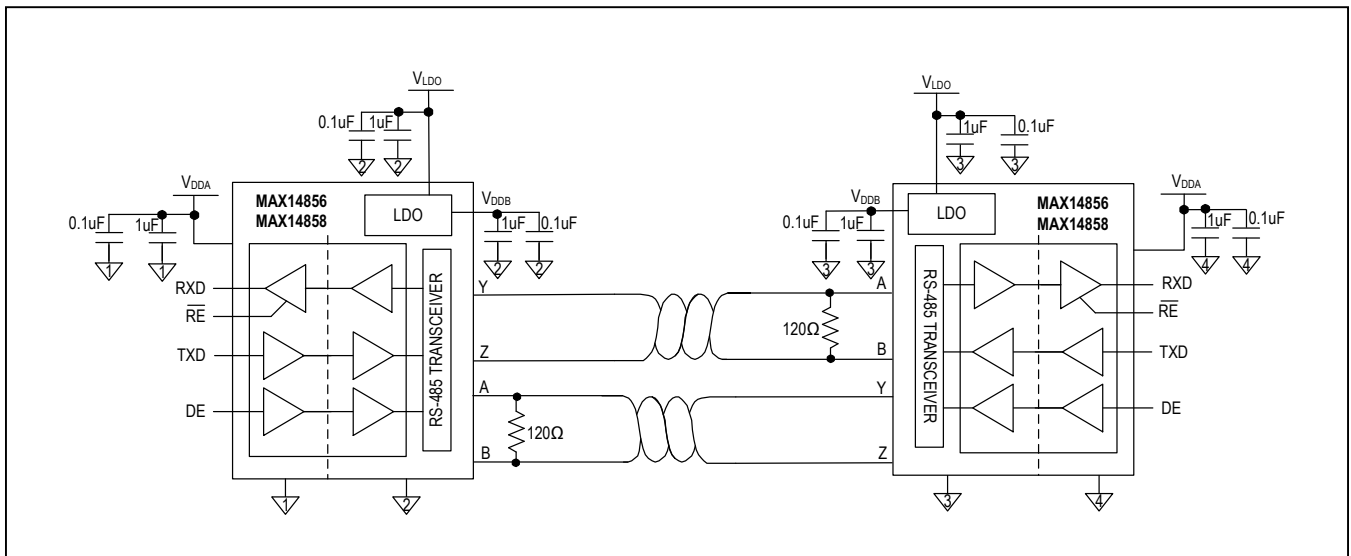 VLDO
0.1uF 1uF
2 2
VDDA
0.1uF 1uF
1 1
MAX14856
MAX14858
LDO
VDDB
1uF 0.1uF
2 2
RXD
RE
TXD
DE
RS-485 TRANSCEIVER
Y
Z
A
B
120Ω
1 2
VLDO
1uF 0.1uF
3 3
VDDB
0.1uF 1uF
3 3
LDO
MAX14856
MAX14858
VDDA
1uF 0.1uF
4 4
A
B
Y
Z
120Ω
RS-485 TRANSCEIVER
RXD
RE
TXD
DE
3 4